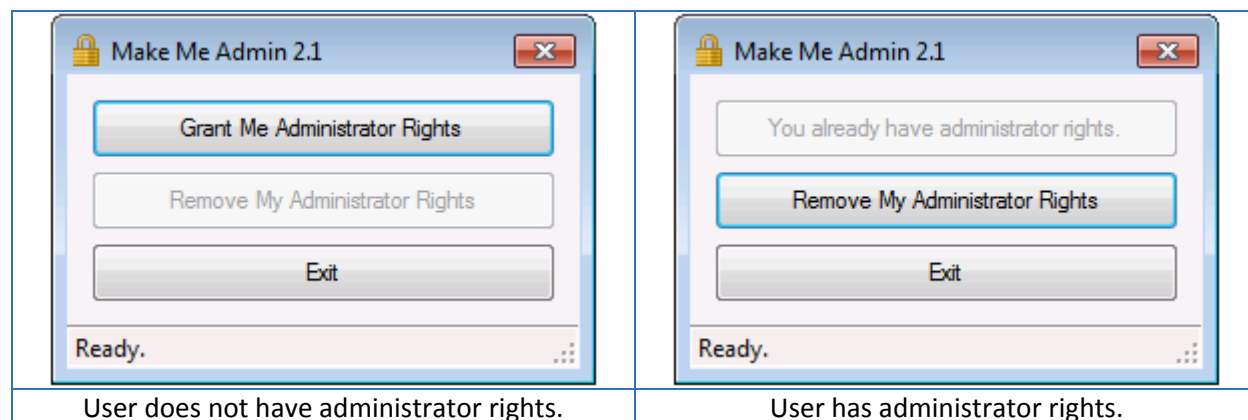 Make Me Admin 2.1
Grant Me Administrator Rights
Remove My Administrator Rights
Exit
Ready.
User does not have administrator rights.
Make Me Admin 2.1
You already have administrator rights.
Remove My Administrator Rights
Exit
Ready.
User has administrator rights.